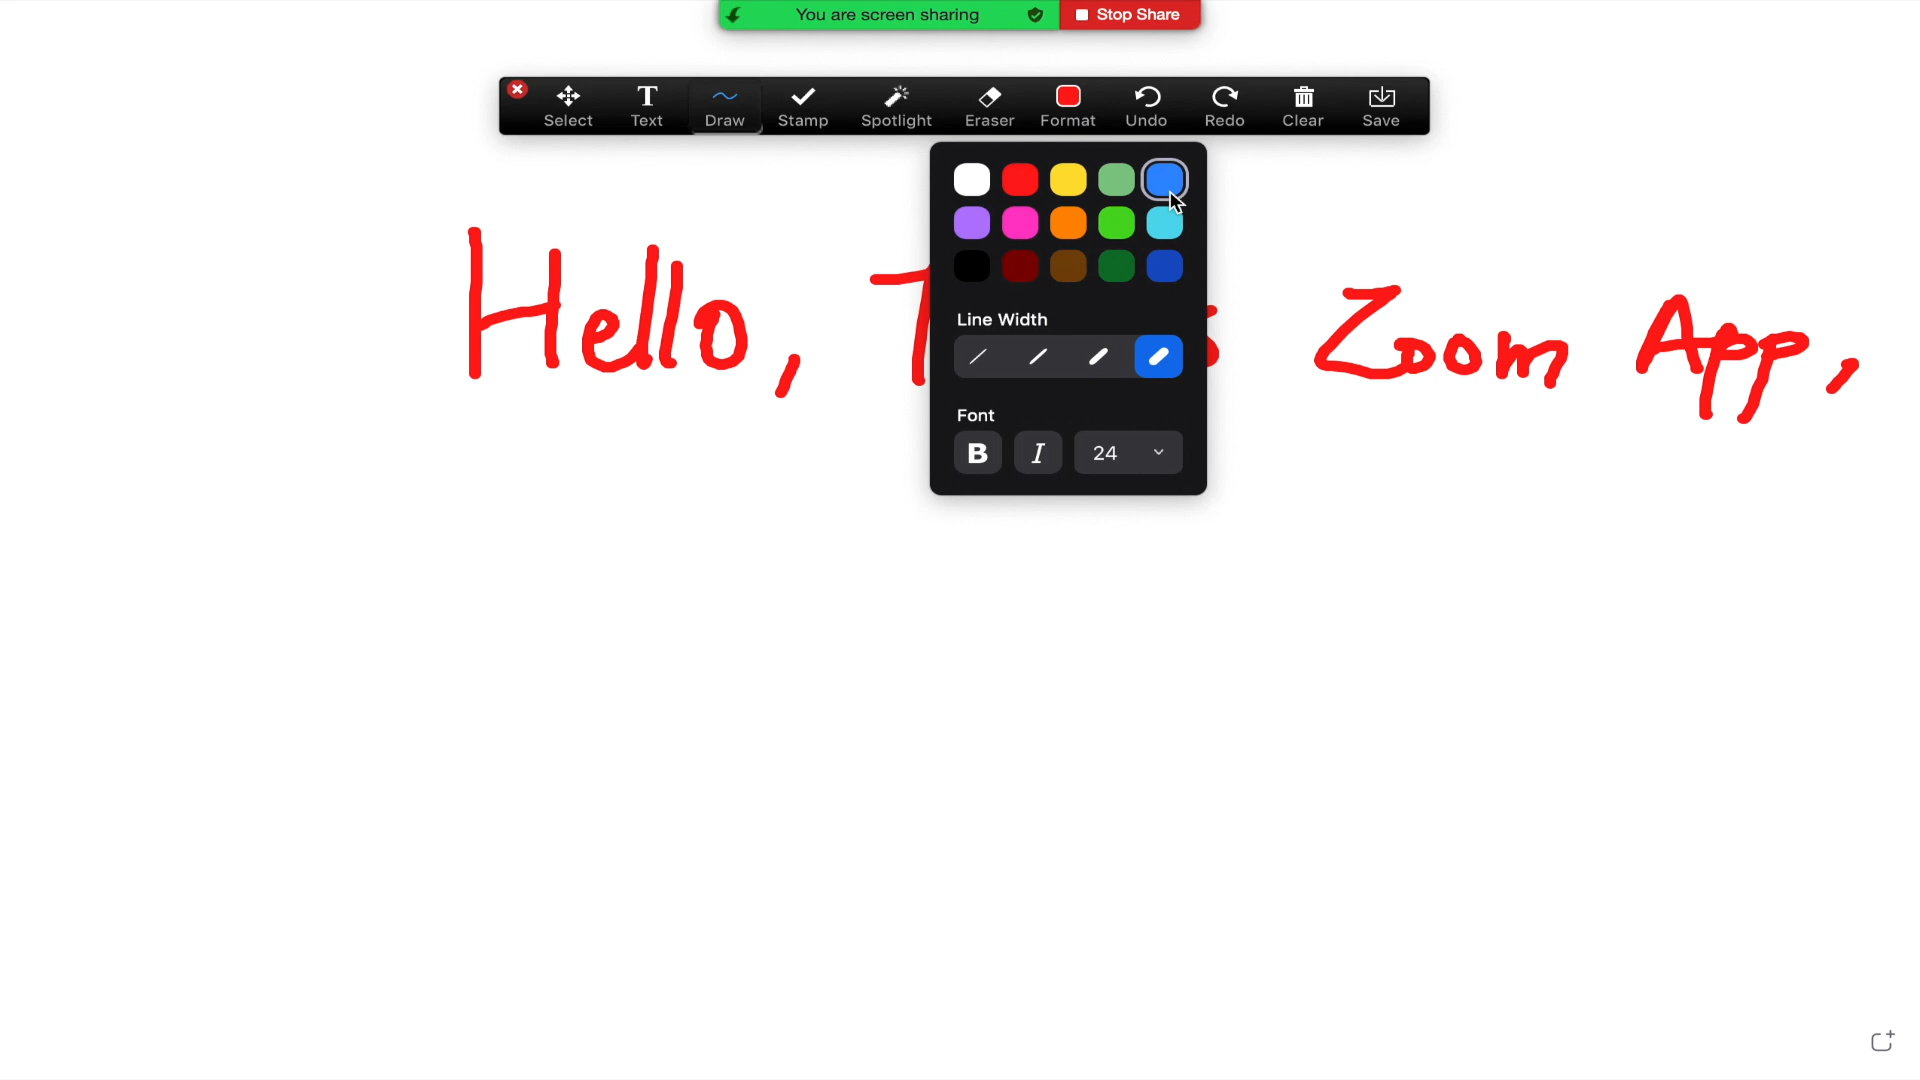 You are screen sharing Stop Share
Select Text Draw Stamp Spotlight Eraser Format Undo Redo Clear Save
Hello, Zoom App,
Line Width
Font
B I 24